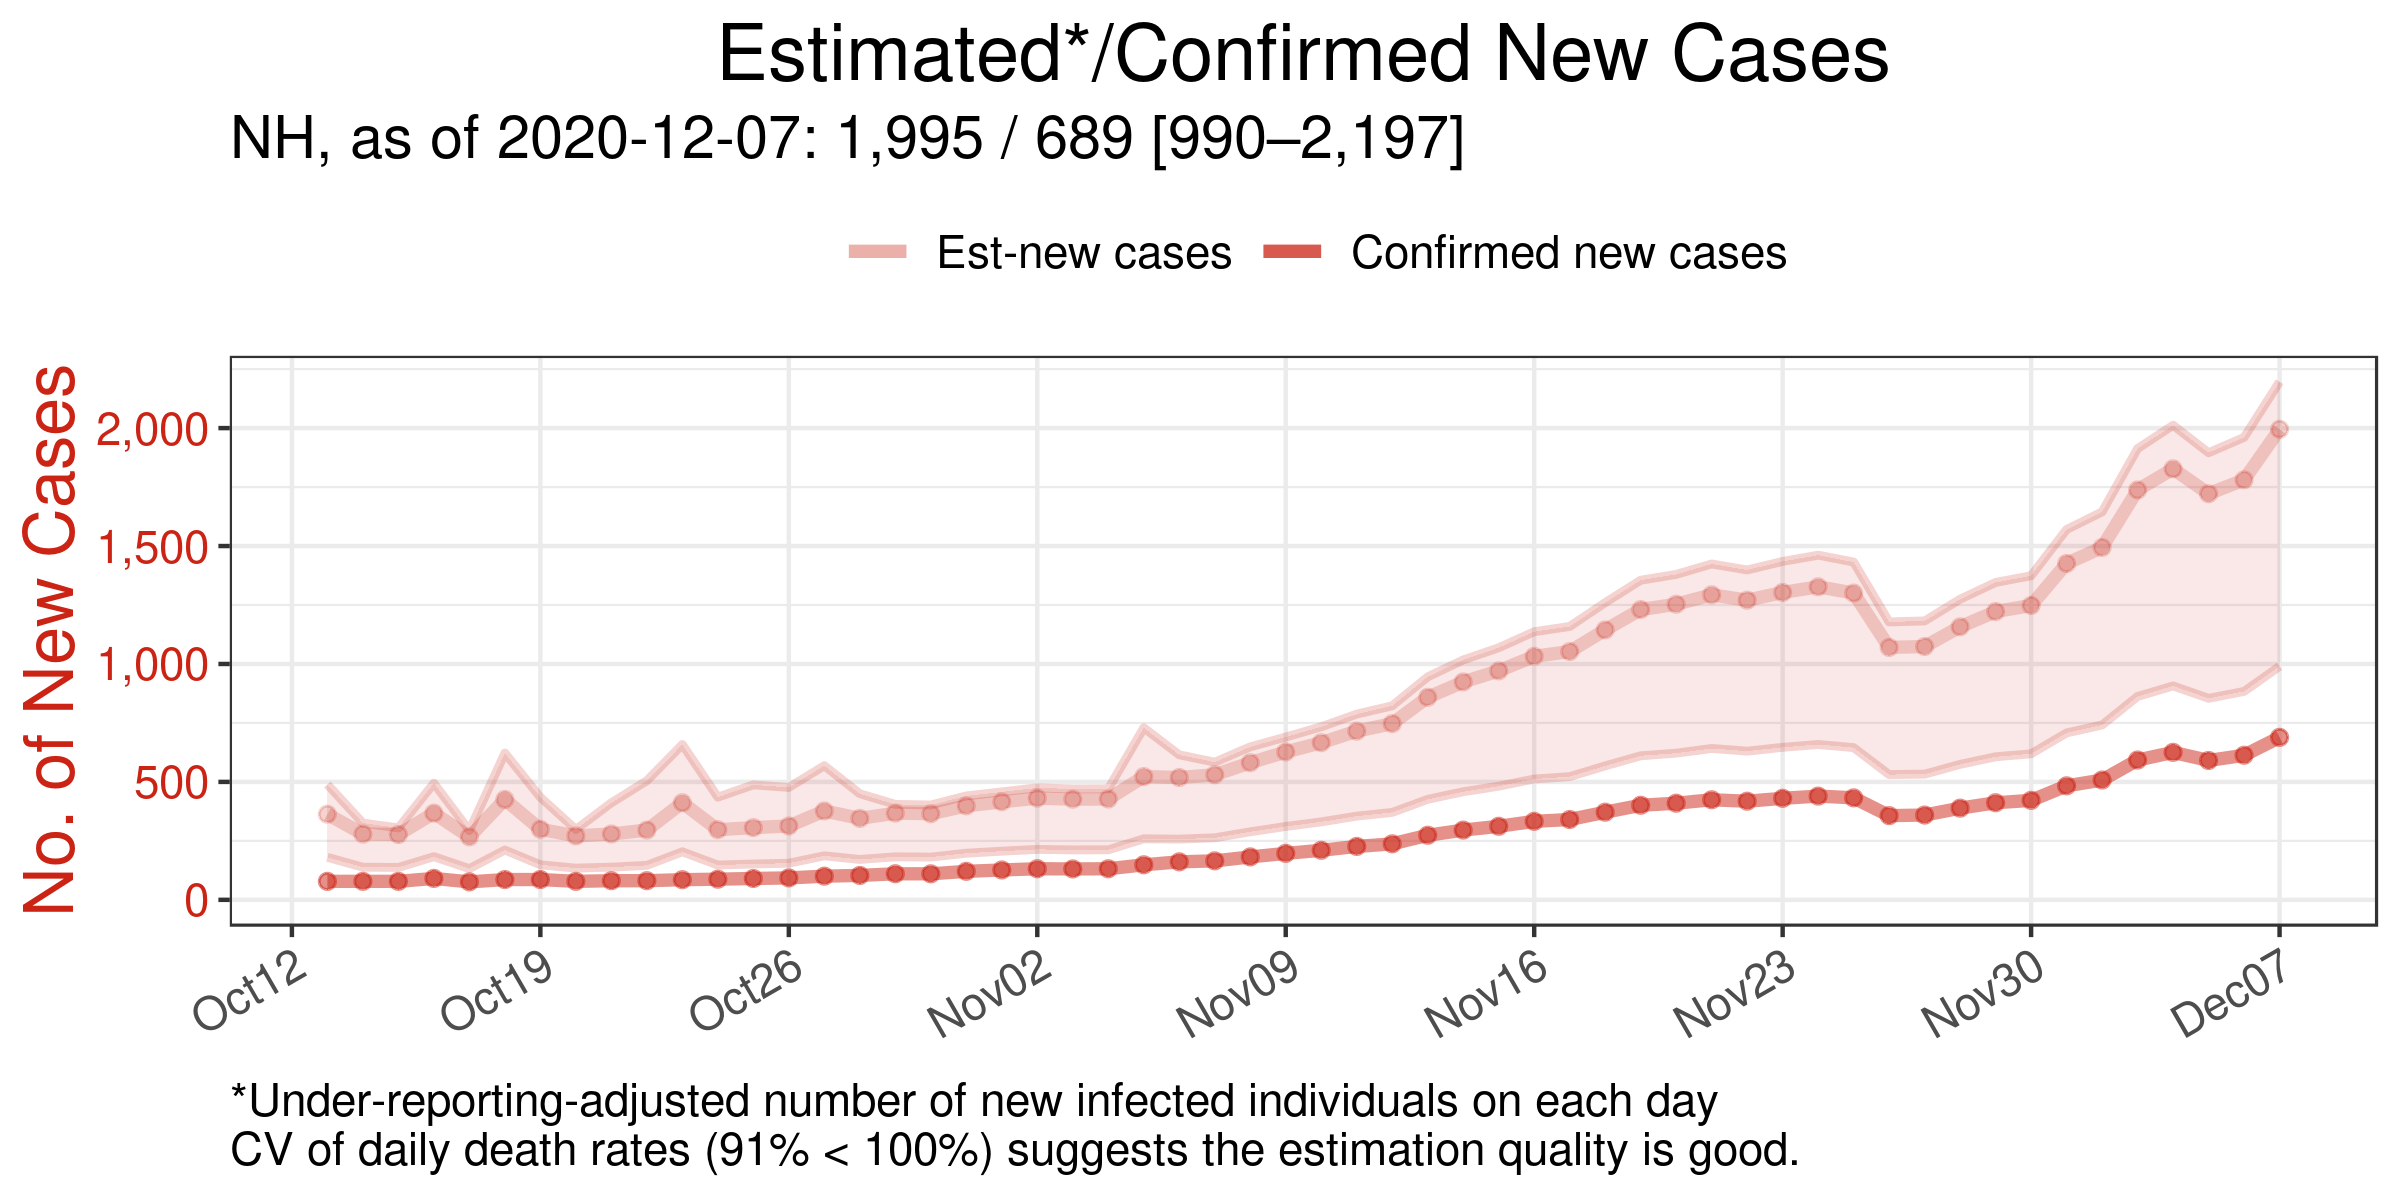 Estimated*/Confirmed New Cases
NH, as of 2020-12-07: 1,995 / 689 [990–2,197]
Est-new cases
Confirmed new cases
No. of New Cases
2,000
1,500
1,000
500
0
Oct12
Oct19
Oct26
Nov02
Nov09
Nov16
Nov23
Nov30
Dec07
*Under-reporting-adjusted number of new infected individuals on each day
CV of daily death rates (91% < 100%) suggests the estimation quality is good.